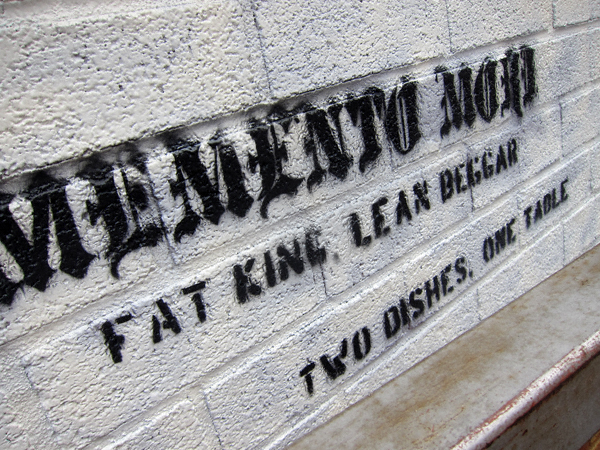 MEMENTO MORI
FAT KING. LEAN BEGGAR
TWO DISHES. ONE TABLE